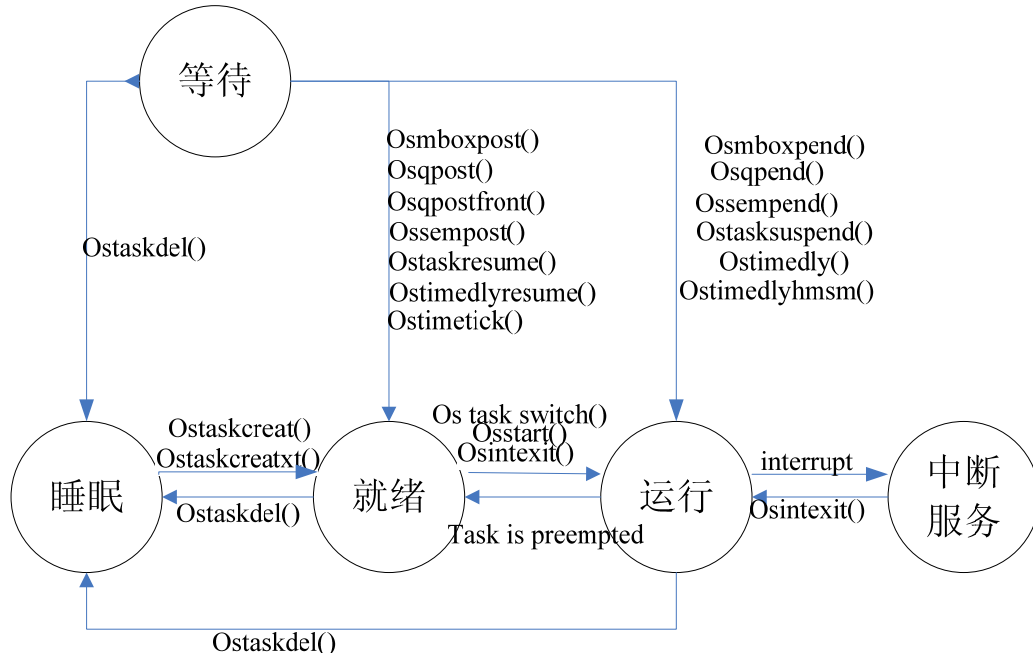 等待
Osmboxpost()
Osqpost()
Osqpostfront()
Ossempost()
Ostaskresume()
Ostimedlyresume()
Ostimetick()
Osmboxpend()
Osqpend()
Ossempend()
Ostasksuspend()
Ostimedly()
Ostimedlyhmsm()
Ostaskdel()
睡眠
Ostaskcreat()
Ostaskcreatxt()
Ostaskdel()
就绪
Os task switch()
Osstart()
Osintexit()
Task is preempted
运行
interrupt
Osintexit()
中断
服务
Ostaskdel()